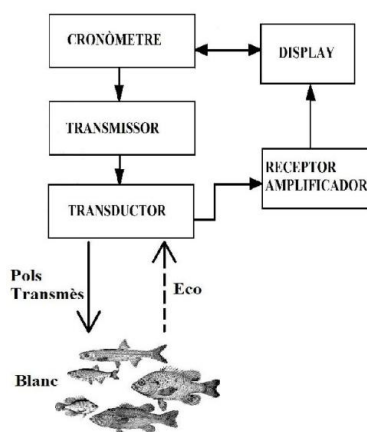 CRONÒMETRE
DISPLAY
TRANSMISSOR
RECEPTOR
AMPLIFICADOR
TRANSDUCTOR
Pols
Transmès
Eco
Blanc